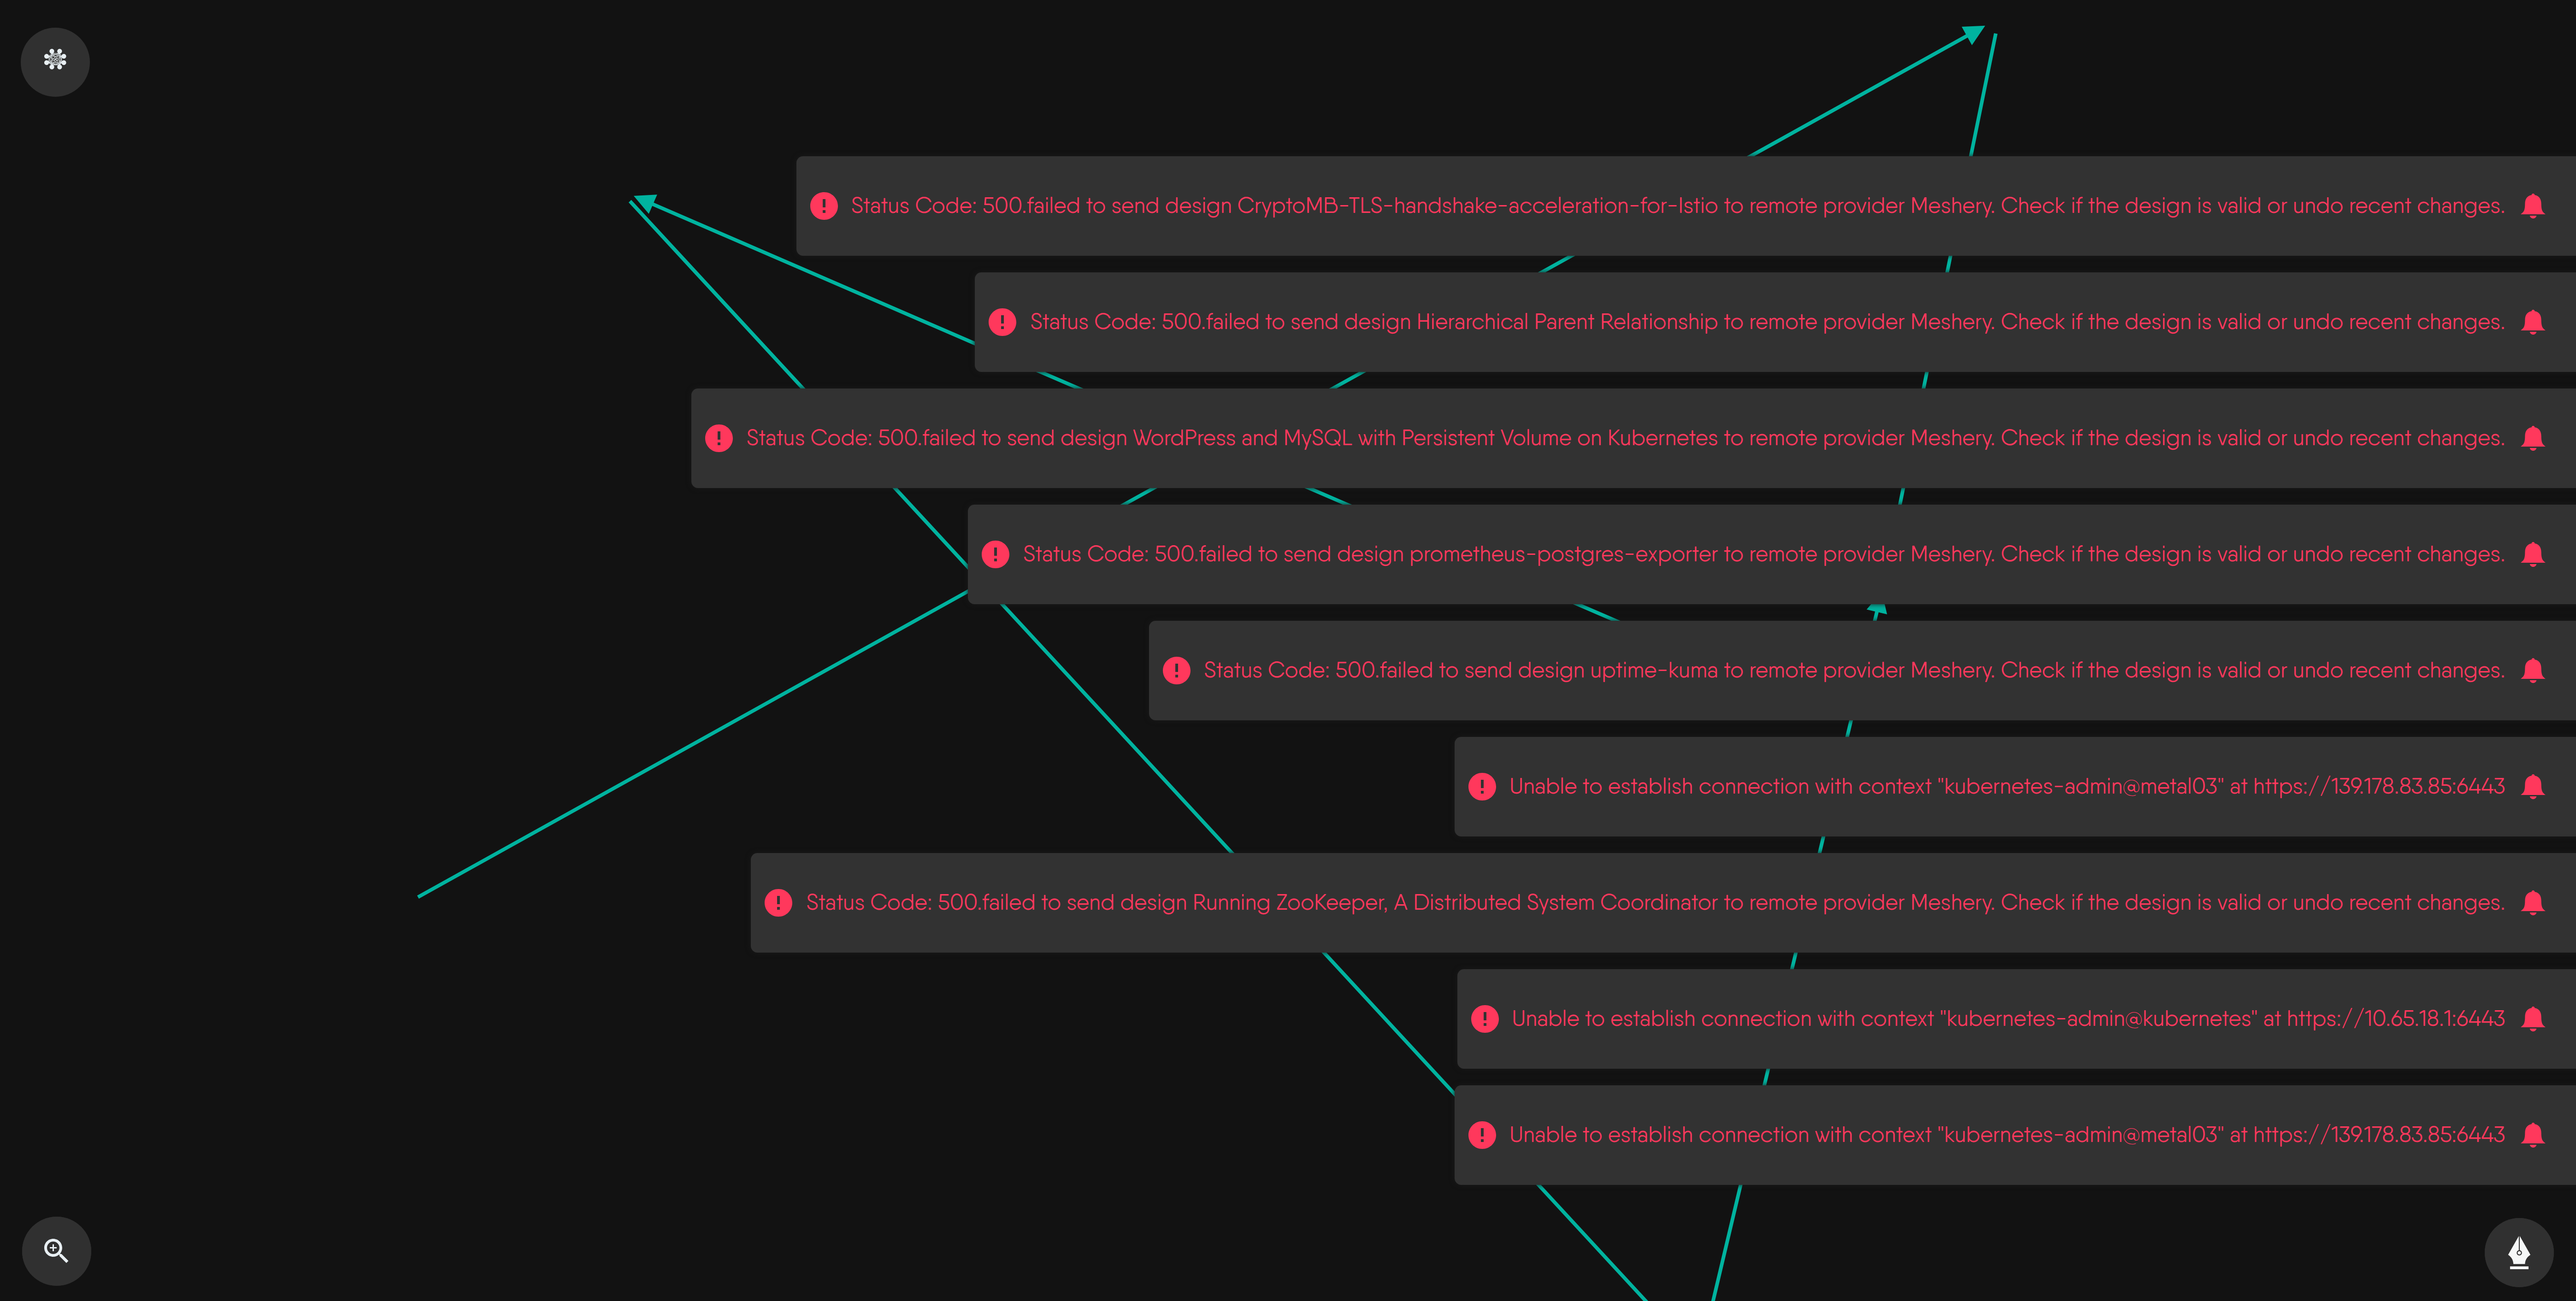 Status Code: 500.failed to send design CryptoMB-TLS-handshake-acceleration-for-Istio to remote provider Meshery. Check if the design is valid or undo recent changes.
Status Code: 500.failed to send design Hierarchical Parent Relationship to remote provider Meshery. Check if the design is valid or undo recent changes.
Status Code: 500.failed to send design WordPress and MySQL with Persistent Volume on Kubernetes to remote provider Meshery. Check if the design is valid or undo recent changes.
Status Code: 500.failed to send design prometheus-postgres-exporter to remote provider Meshery. Check if the design is valid or undo recent changes.
Status Code: 500.failed to send design uptime-kuma to remote provider Meshery. Check if the design is valid or undo recent changes.
Unable to establish connection with context "kubernetes-admin@metal03" at https://139.178.83.85:6443
Status Code: 500.failed to send design Running ZooKeeper, A Distributed System Coordinator to remote provider Meshery. Check if the design is valid or undo recent changes.
Unable to establish connection with context "kubernetes-admin@kubernetes" at https://10.65.18.1:6443
Unable to establish connection with context "kubernetes-admin@metal03" at https://139.178.83.85:6443